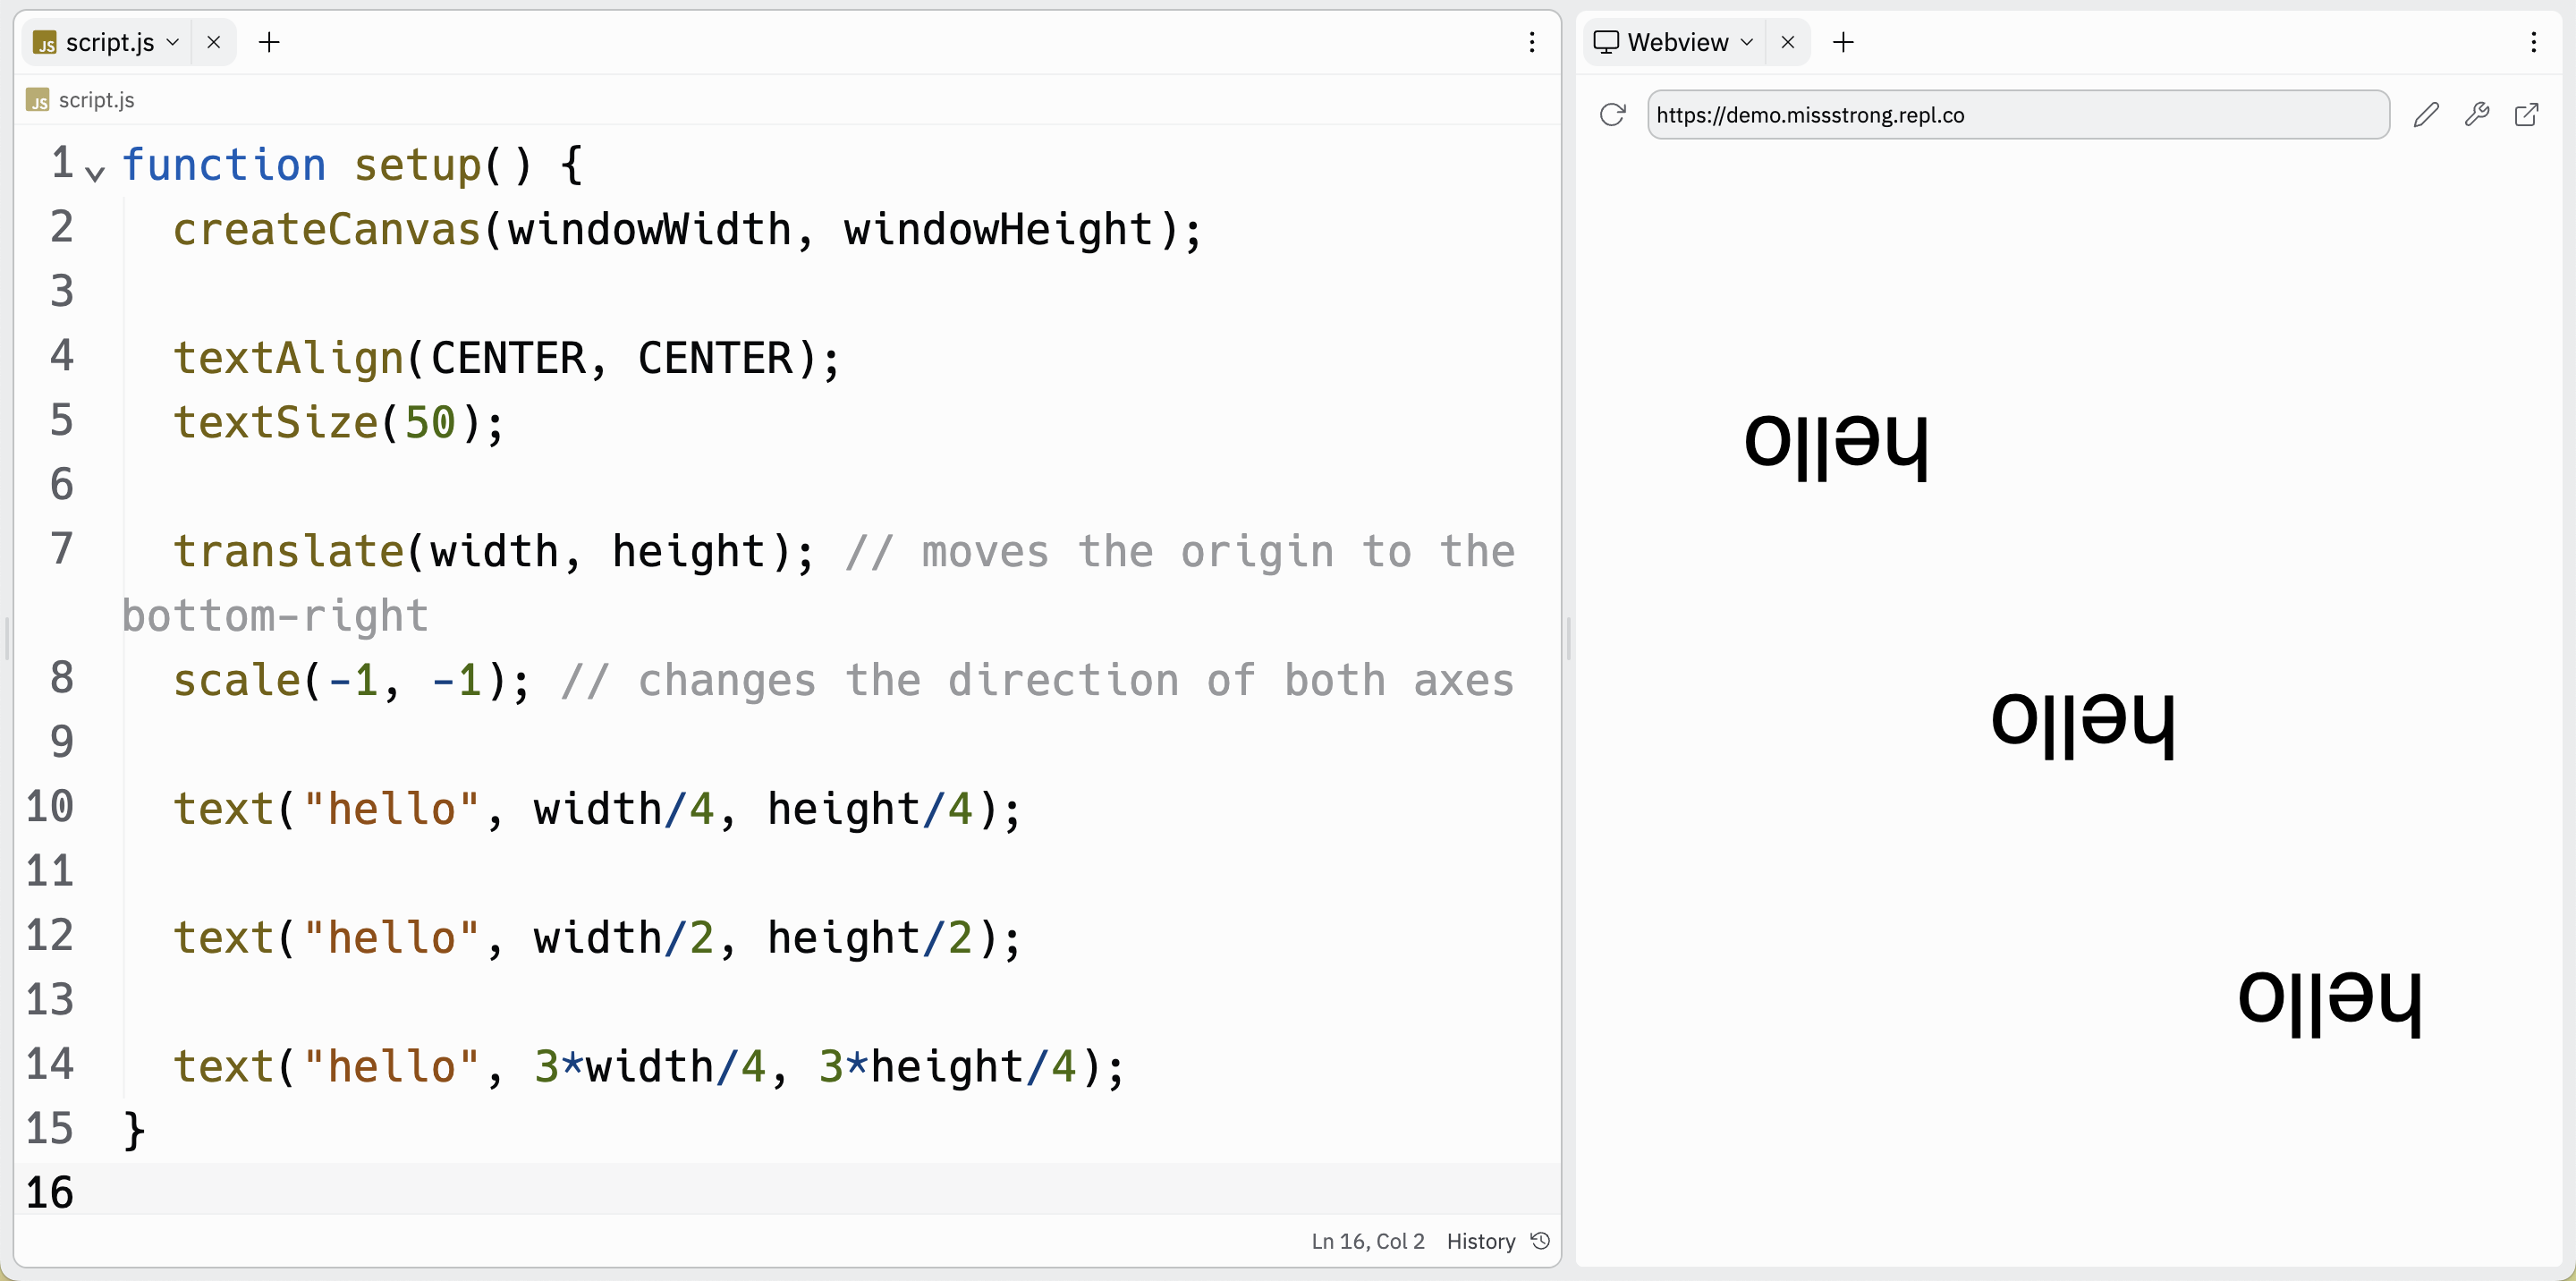 script.js
script.js
1 function setup() {
2 createCanvas(windowWidth, windowHeight);
3
4 textAlign(CENTER, CENTER);
5 textSize(50);
6
7 translate(width, height); // moves the origin to the
bottom-right
8 scale(-1, -1); // changes the direction of both axes
9
10 text("hello", width/4, height/4);
11
12 text("hello", width/2, height/2);
13
14 text("hello", 3*width/4, 3*height/4);
15 }
16
Ln 16, Col 2 History
Webview
https://demo.missstrong.repl.co
hello
hello
hello